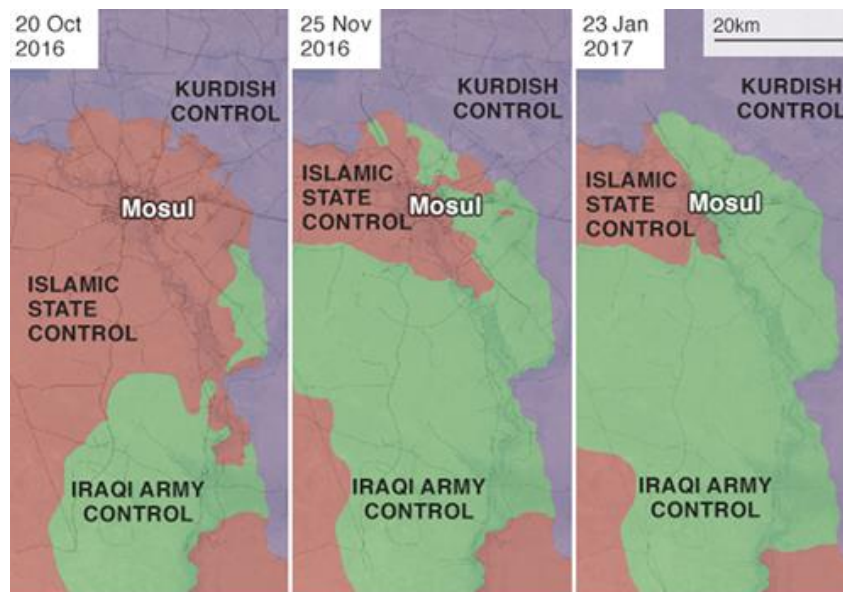 20 Oct
2016
KURDISH
CONTROL
Mosul
ISLAMIC
STATE
CONTROL
IRAQI ARMY
CONTROL
25 Nov
2016
KURDISH
CONTROL
ISLAMIC
STATE
CONTROL
Mosul
IRAQI ARMY
CONTROL
23 Jan
2017
20km
KURDISH
CONTROL
ISLAMIC
STATE
CONTROL
Mosul
IRAQI ARMY
CONTROL